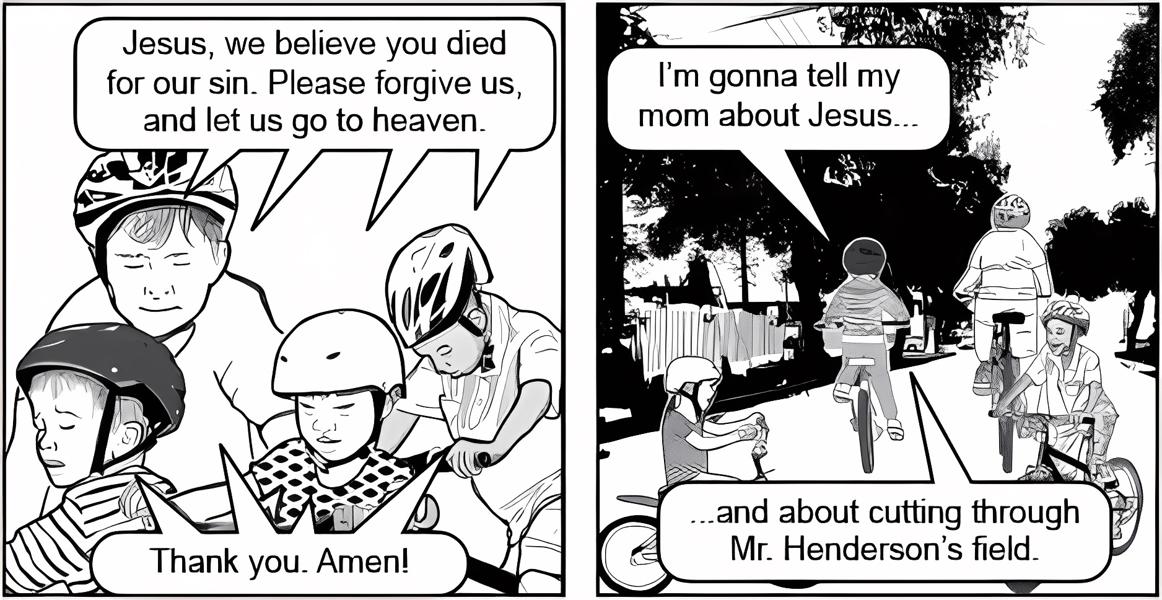 Jesus, we believe you died
for our sin. Please forgive us,
and let us go to heaven.
Thank you. Amen!
I'm gonna tell my
mom about Jesus...
...and about cutting through
Mr. Henderson's field.